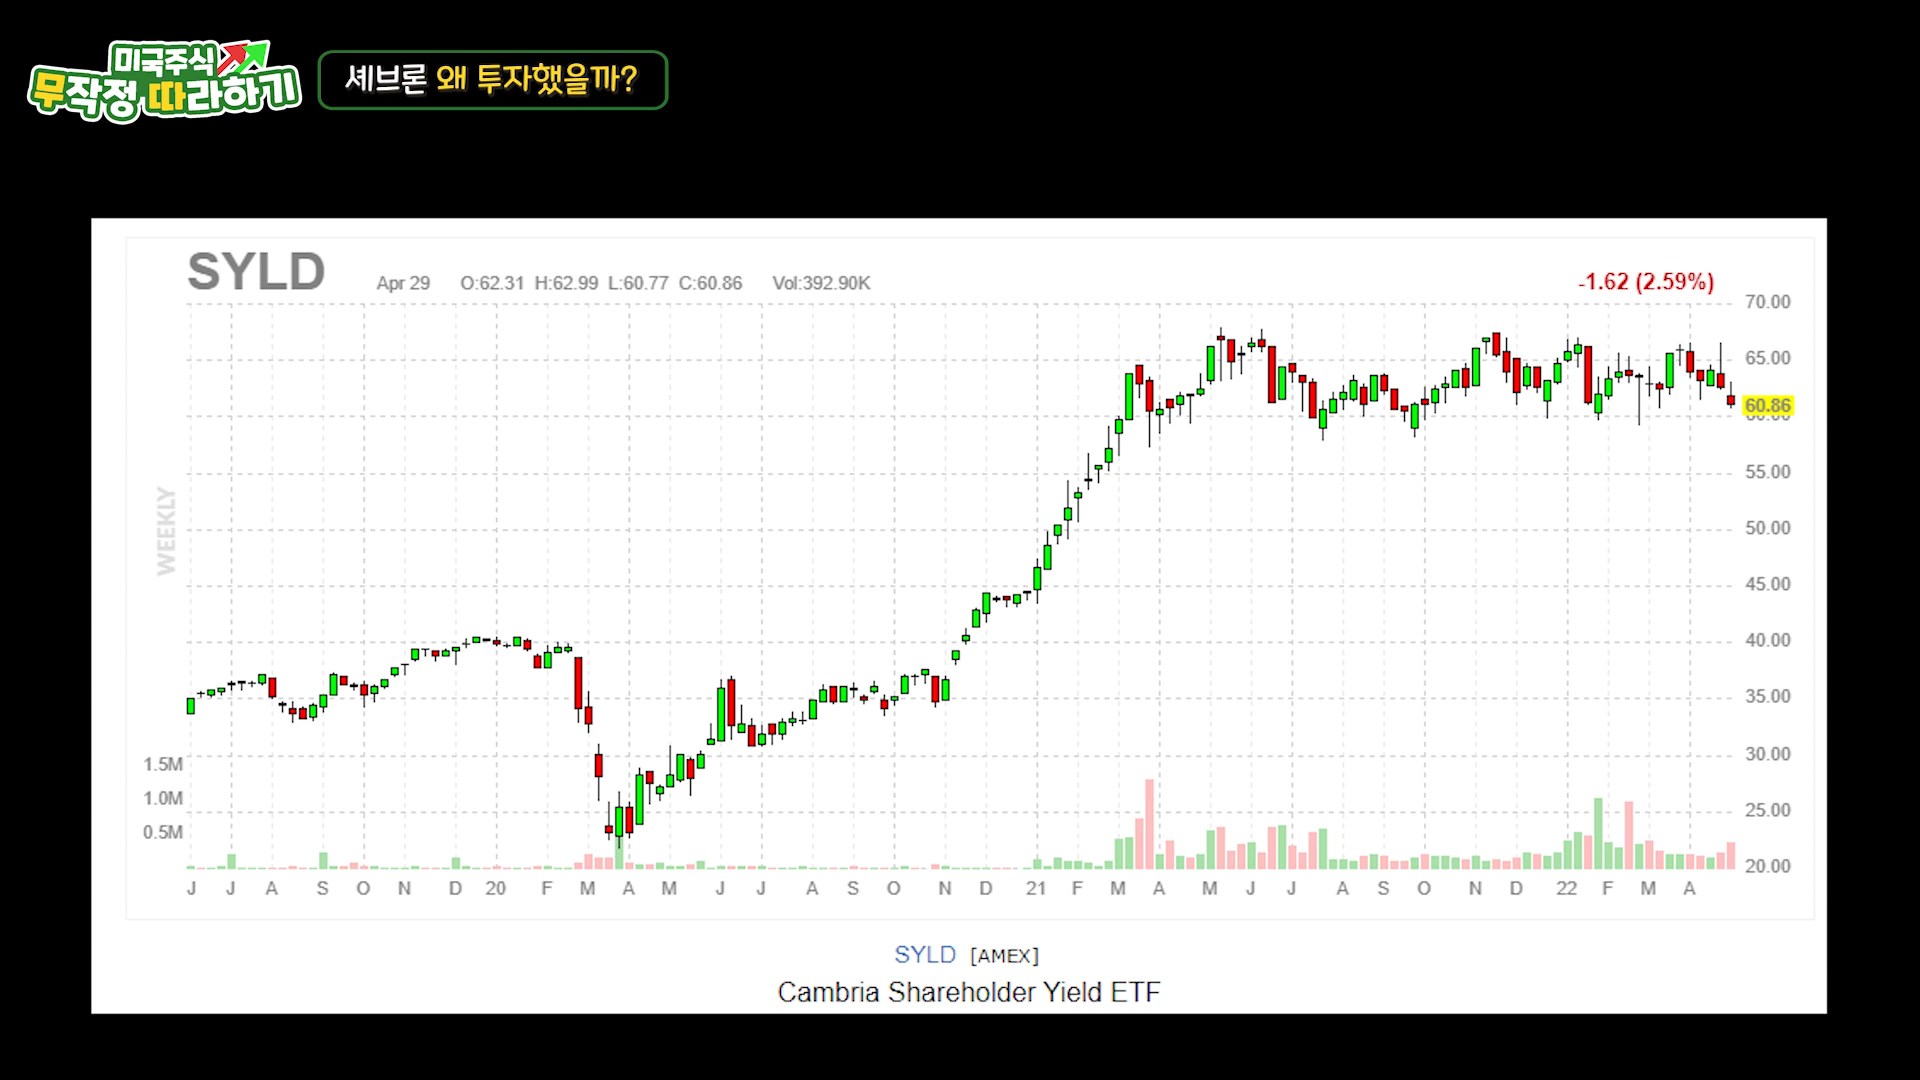 미국주식
무작정 따라하기
셰브론 왜 투자했을까?
SYLD Apr 29 O:62.31 H:62.99 L:60.77 C:60.86 Vol:392.90K -1.62 (2.59%)
70.00
65.00
60.86
60.00
55.00
50.00
WEEKLY
45.00
40.00
35.00
30.00
1.5M
1.0M
25.00
0.5M
20.00
J J A S O N D 20 F M A M J J A S O N D 21 F M A M J J A S O N D 22 F M A
SYLD [AMEX]
Cambria Shareholder Yield ETF